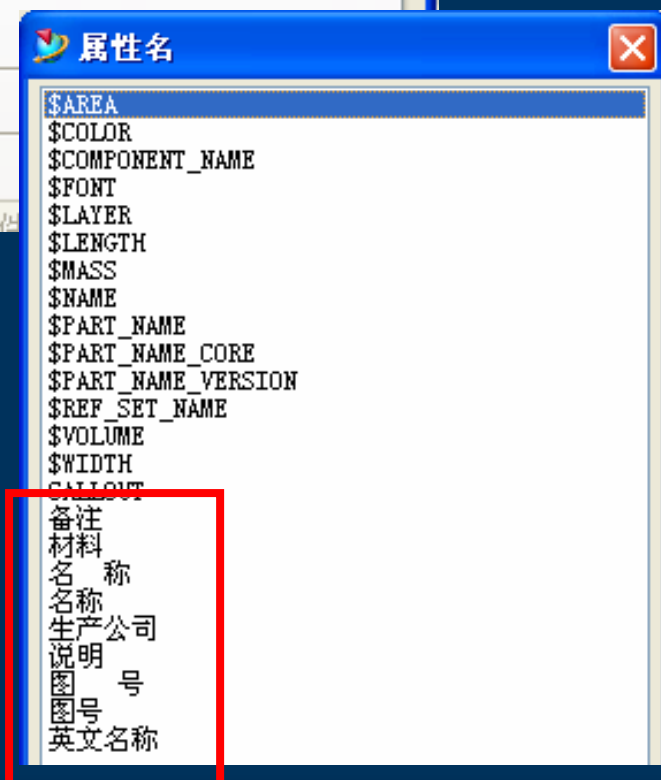 属性名
$AREA
$COLOR
$COMPONENT_NAME
$FONT
$LAYER
$LENGTH
$MASS
$NAME
$PART_NAME
$PART_NAME_CORE
$PART_NAME_VERSION
$REF_SET_NAME
$VOLUME
$WIDTH
CALLOUT
备注
材料
名　称
名称
生产公司
说明
图　　号
图号
英文名称